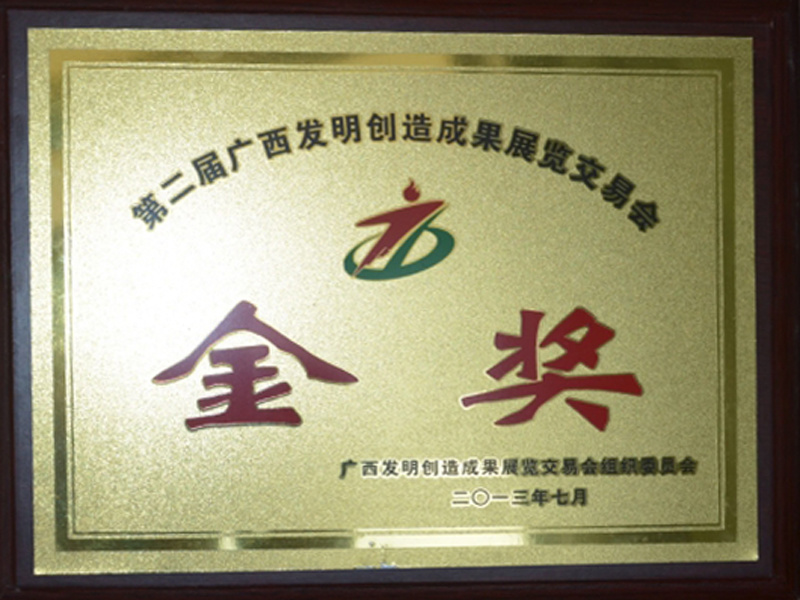 第二届广西发明创造成果展览交易会
金奖
广西发明创造成果展览交易会组织委员会
二〇一三年七月